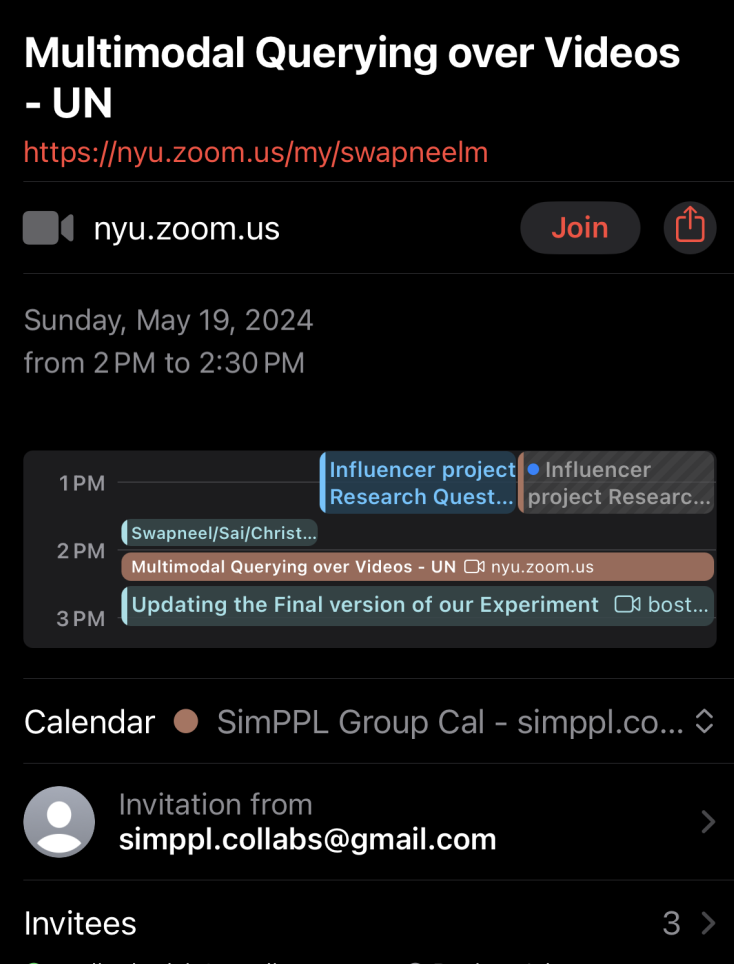 Multimodal Querying over Videos
- UN
https://nyu.zoom.us/my/swapneelm
nyu.zoom.us
Join
Sunday, May 19, 2024
from 2 PM to 2:30 PM
1 PM
Influencer project
Research Quest...
Influencer
project Researc...
Swapneel/Sai/Christ...
2 PM
Multimodal Querying over Videos - UN nyu.zoom.us
Updating the Final version of our Experiment bost...
3 PM
Calendar SimPPL Group Cal - simppl.co...
Invitation from
simppl.collabs@gmail.com
Invitees 3